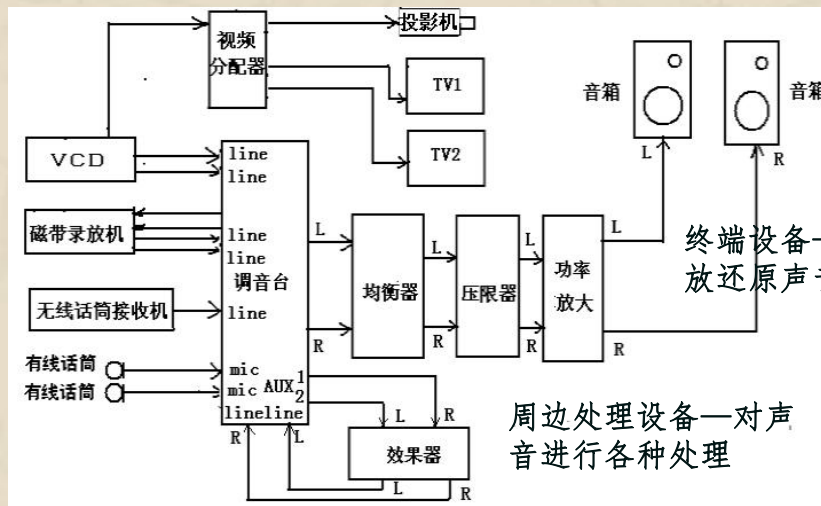 视频
分配器
投影机
TV1
TV2
音箱
音箱
L
R
VCD
line
line
磁带录放机
line
line
调音台
无线话筒接收机
line
有线话筒
有线话筒
mic
mic
AUX
1
2
line line
R
L
L
R
均衡器
L
R
压限器
L
R
功率
放大
L
R
L
R
效果器
L
R
终端设备—
放还原声
周边处理设备—对声
音进行各种处理